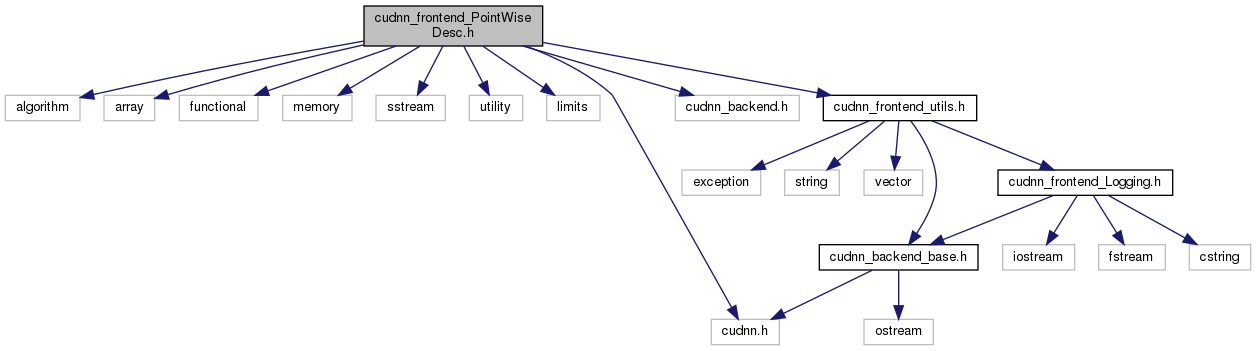 cudnn_frontend_PointWise
Desc.h
algorithm
array
functional
memory
sstream
utility
limits
cudnn_backend.h
cudnn_frontend_utils.h
exception
string
vector
cudnn_frontend_Logging.h
cudnn_backend_base.h
iostream
fstream
cstring
cudnn.h
ostream